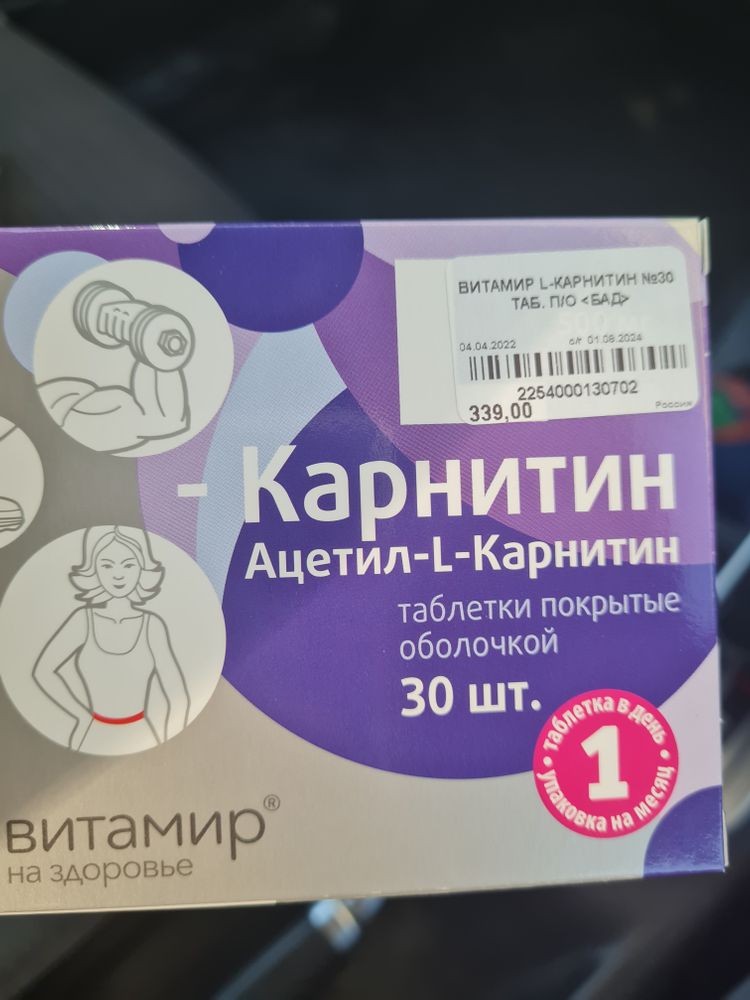 ВИТАМИР L-КАРНИТИН №30
ТАБ. П/О <БАД>
04.04.2022 с/г 01.08.2024
2254000130702
339,00 Россия
- Карнитин
Ацетил-L-Карнитин
таблетки покрытые
оболочкой
30 шт.
• таблетка в день •
1
упаковка на месяц
витамир®
на здоровье